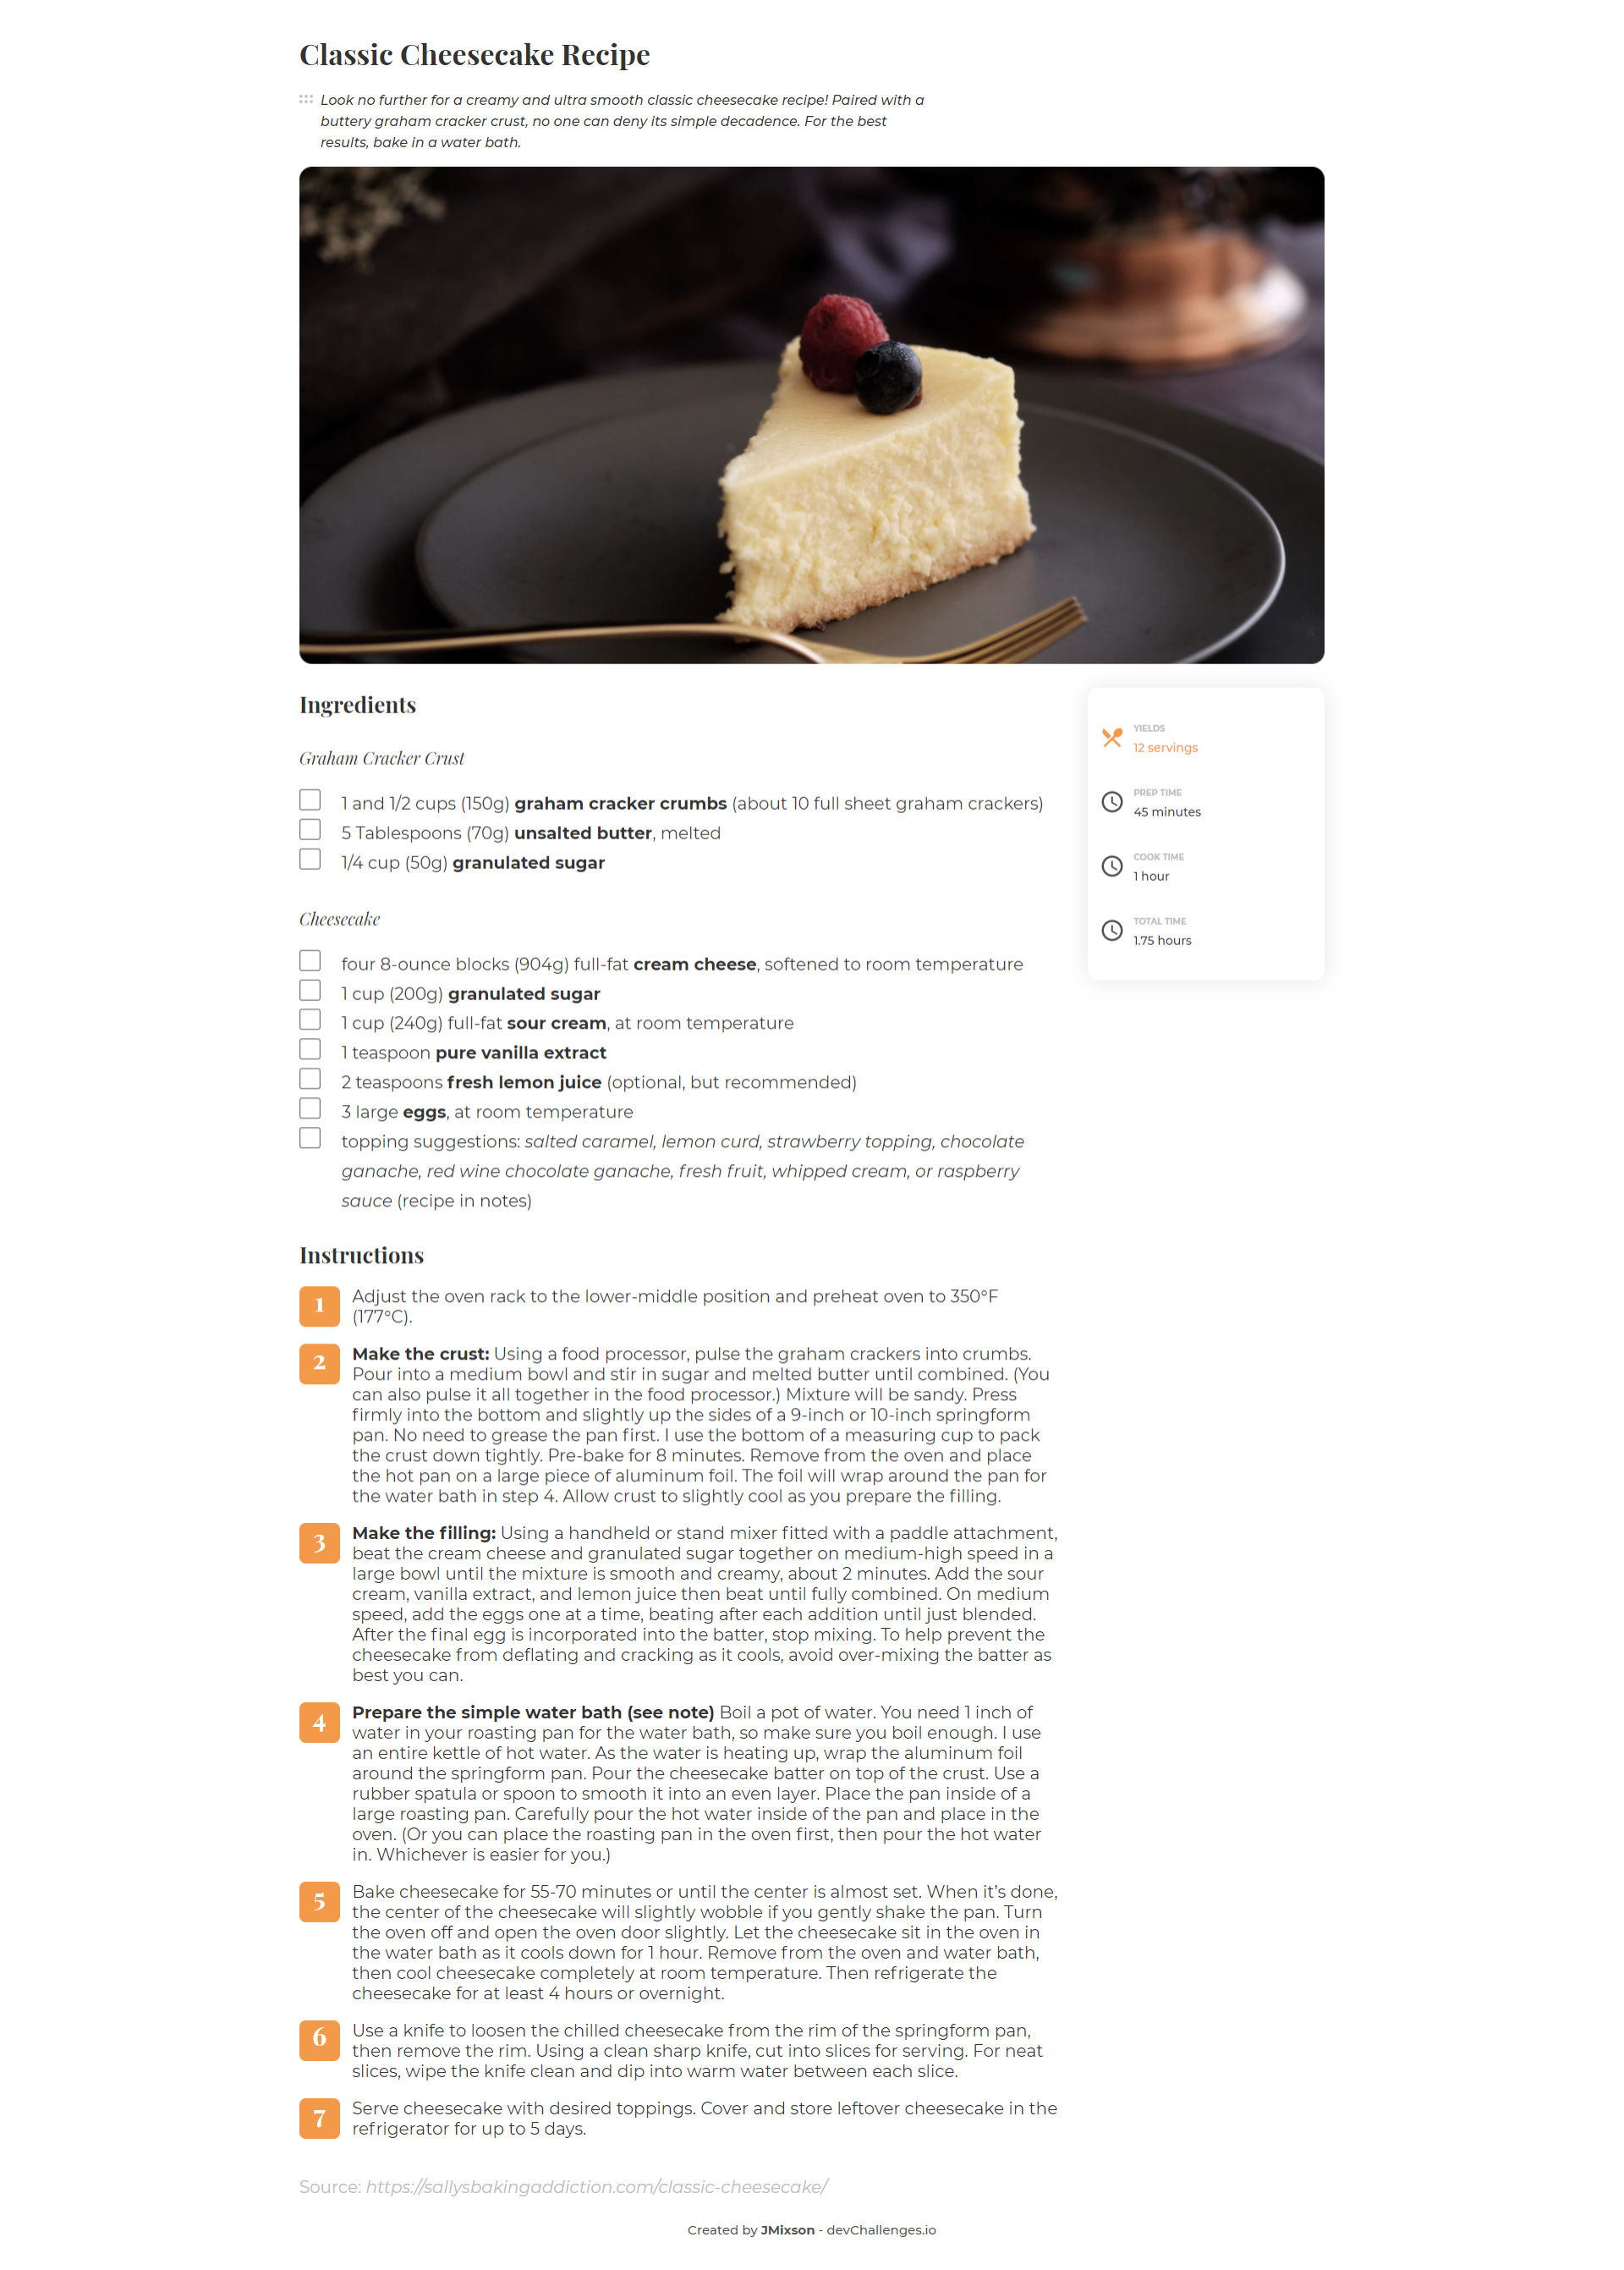 Classic Cheesecake Recipe
Look no further for a creamy and ultra smooth classic cheesecake recipe! Paired with a
buttery graham cracker crust, no one can deny its simple decadence. For the best
results, bake in a water bath.
Ingredients
Graham Cracker Crust
1 and 1/2 cups (150g) graham cracker crumbs (about 10 full sheet graham crackers)
5 Tablespoons (70g) unsalted butter, melted
1/4 cup (50g) granulated sugar
Cheesecake
four 8-ounce blocks (904g) full-fat cream cheese, softened to room temperature
1 cup (200g) granulated sugar
1 cup (240g) full-fat sour cream, at room temperature
1 teaspoon pure vanilla extract
2 teaspoons fresh lemon juice (optional, but recommended)
3 large eggs, at room temperature
topping suggestions: salted caramel, lemon curd, strawberry topping, chocolate
ganache, red wine chocolate ganache, fresh fruit, whipped cream, or raspberry
sauce (recipe in notes)
YIELDS
12 servings
PREP TIME
45 minutes
COOK TIME
1 hour
TOTAL TIME
1.75 hours
Instructions
1 Adjust the oven rack to the lower-middle position and preheat oven to 350°F
(177°C).
2 Make the crust: Using a food processor, pulse the graham crackers into crumbs.
Pour into a medium bowl and stir in sugar and melted butter until combined. (You
can also pulse it all together in the food processor.) Mixture will be sandy. Press
firmly into the bottom and slightly up the sides of a 9-inch or 10-inch springform
pan. No need to grease the pan first. I use the bottom of a measuring cup to pack
the crust down tightly. Pre-bake for 8 minutes. Remove from the oven and place
the hot pan on a large piece of aluminum foil. The foil will wrap around the pan for
the water bath in step 4. Allow crust to slightly cool as you prepare the filling.
3 Make the filling: Using a handheld or stand mixer fitted with a paddle attachment,
beat the cream cheese and granulated sugar together on medium-high speed in a
large bowl until the mixture is smooth and creamy, about 2 minutes. Add the sour
cream, vanilla extract, and lemon juice then beat until fully combined. On medium
speed, add the eggs one at a time, beating after each addition until just blended.
After the final egg is incorporated into the batter, stop mixing. To help prevent the
cheesecake from deflating and cracking as it cools, avoid over-mixing the batter as
best you can.
4 Prepare the simple water bath (see note) Boil a pot of water. You need 1 inch of
water in your roasting pan for the water bath, so make sure you boil enough. I use
an entire kettle of hot water. As the water is heating up, wrap the aluminum foil
around the springform pan. Pour the cheesecake batter on top of the crust. Use a
rubber spatula or spoon to smooth it into an even layer. Place the pan inside of a
large roasting pan. Carefully pour the hot water inside of the pan and place in the
oven. (Or you can place the roasting pan in the oven first, then pour the hot water
in. Whichever is easier for you.)
5 Bake cheesecake for 55-70 minutes or until the center is almost set. When it’s done,
the center of the cheesecake will slightly wobble if you gently shake the pan. Turn
the oven off and open the oven door slightly. Let the cheesecake sit in the oven in
the water bath as it cools down for 1 hour. Remove from the oven and water bath,
then cool cheesecake completely at room temperature. Then refrigerate the
cheesecake for at least 4 hours or overnight.
6 Use a knife to loosen the chilled cheesecake from the rim of the springform pan,
then remove the rim. Using a clean sharp knife, cut into slices for serving. For neat
slices, wipe the knife clean and dip into warm water between each slice.
7 Serve cheesecake with desired toppings. Cover and store leftover cheesecake in the
refrigerator for up to 5 days.
Source: https://sallysbakingaddiction.com/classic-cheesecake/
Created by JMixson - devChallenges.io